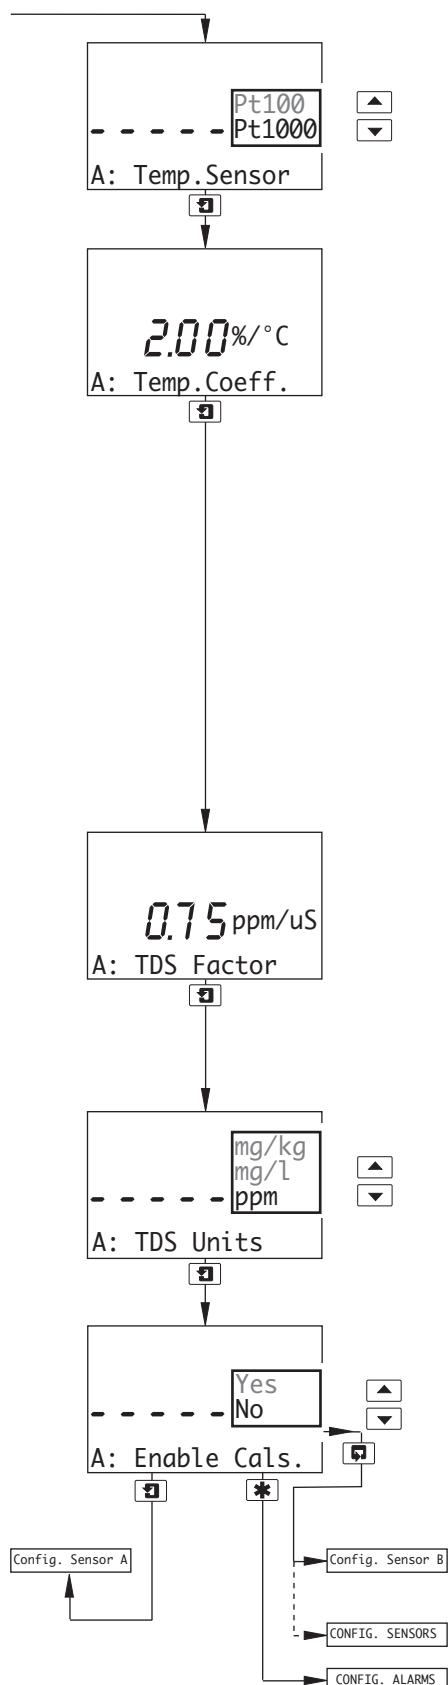 Pt100
- - - - - Pt1000
A: Temp.Sensor
2.00 %/°C
A: Temp.Coeff.
0.75 ppm/uS
A: TDS Factor
mg/kg
mg/l
- - - - - ppm
A: TDS Units
Yes
- - - - - No
A: Enable Cals.
Config. Sensor A
Config. Sensor B
CONFIG. SENSORS
CONFIG. ALARMS